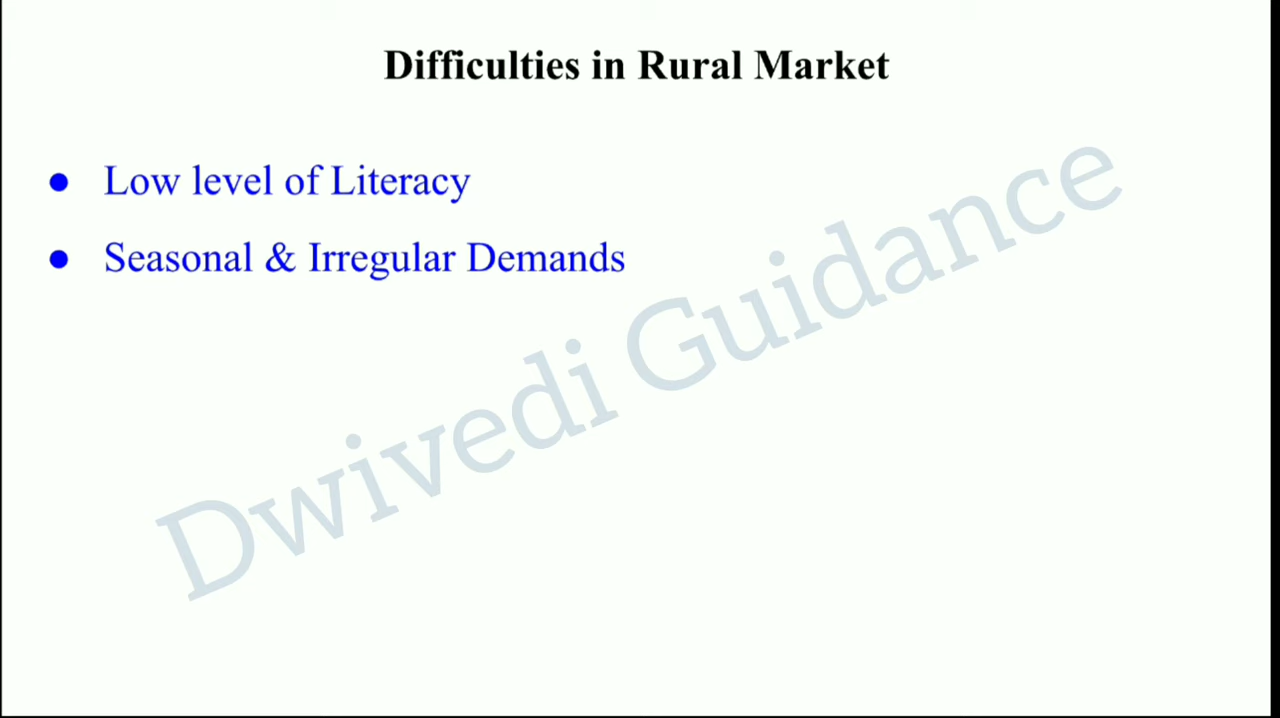 Difficulties in Rural Market
● Low level of Literacy
● Seasonal & Irregular Demands
Dwivedi Guidance